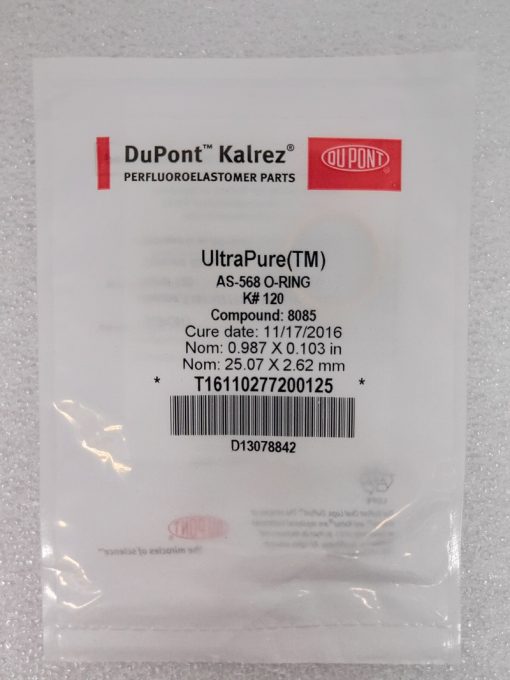 DuPont™ Kalrez®
PERFLUOROELASTOMER PARTS
DUPONT®
UltraPure(TM)
AS-568 O-RING
K# 120
Compound: 8085
Cure date: 11/17/2016
Nom: 0.987 X 0.103 in
Nom: 25.07 X 2.62 mm
* T16110277200125 *
D13078842
DUPONT
The miracles of science™